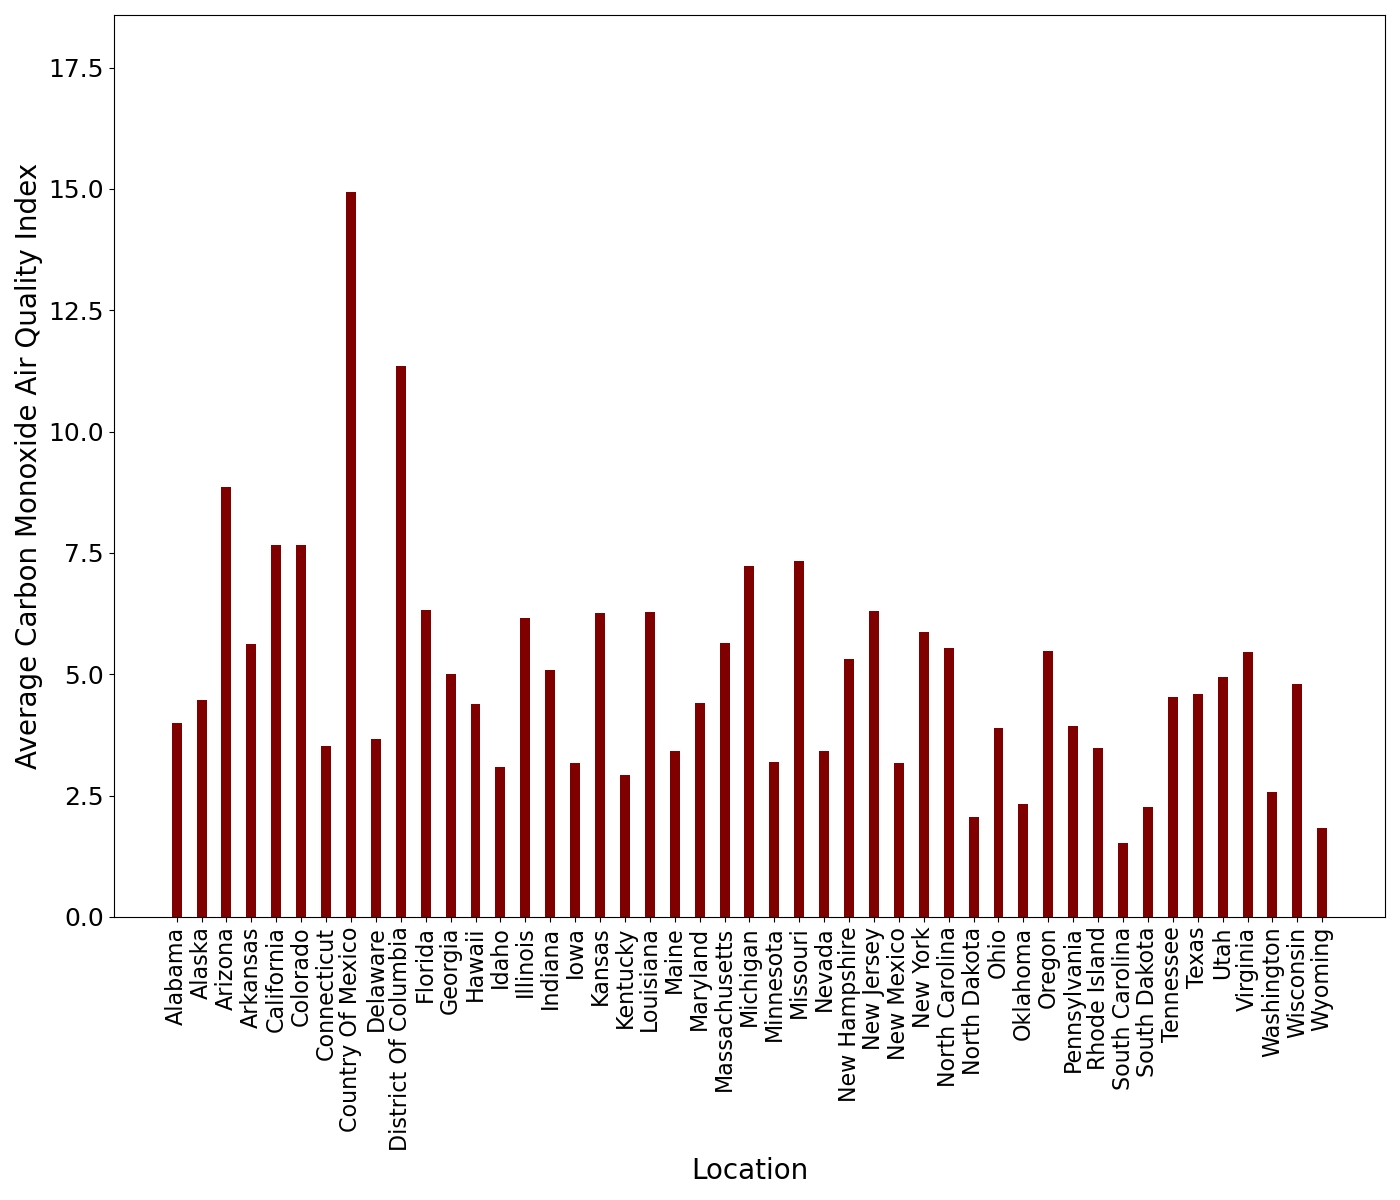 17.5
15.0
12.5
10.0
7.5
5.0
2.5
0.0
Average Carbon Monoxide Air Quality Index
Alabama
Alaska
Arizona
Arkansas
California
Colorado
Connecticut
Country Of Mexico
Delaware
District Of Columbia
Florida
Georgia
Hawaii
Idaho
Illinois
Indiana
Iowa
Kansas
Kentucky
Louisiana
Maine
Maryland
Massachusetts
Michigan
Minnesota
Missouri
Nevada
New Hampshire
New Jersey
New Mexico
New York
North Carolina
North Dakota
Ohio
Oklahoma
Oregon
Pennsylvania
Rhode Island
South Carolina
South Dakota
Tennessee
Texas
Utah
Virginia
Washington
Wisconsin
Wyoming
Location